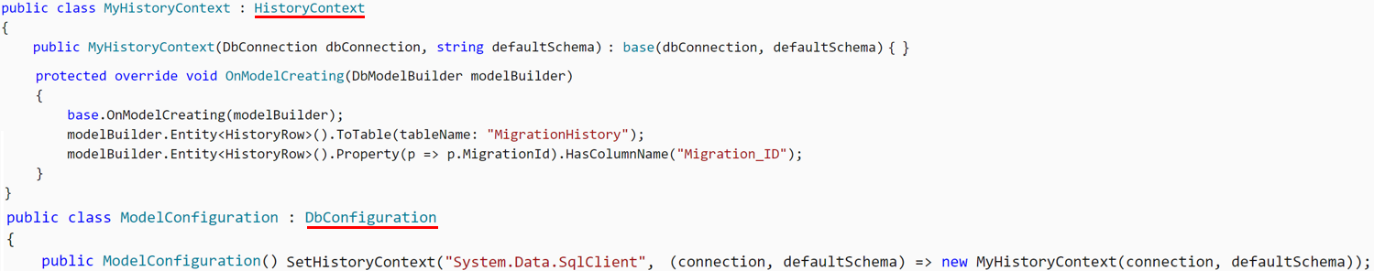 public class MyHistoryContext : HistoryContext
{
public MyHistoryContext(DbConnection dbConnection, string defaultSchema) : base(dbConnection, defaultSchema) { }
protected override void OnModelCreating(DbModelBuilder modelBuilder)
{
base.OnModelCreating(modelBuilder);
modelBuilder.Entity<HistoryRow>().ToTable(tableName: "MigrationHistory");
modelBuilder.Entity<HistoryRow>().Property(p => p.MigrationId).HasColumnName("Migration_ID");
}
}
public class ModelConfiguration : DbConfiguration
{
public ModelConfiguration() SetHistoryContext("System.Data.SqlClient", (connection, defaultSchema) => new MyHistoryContext(connection, defaultSchema));